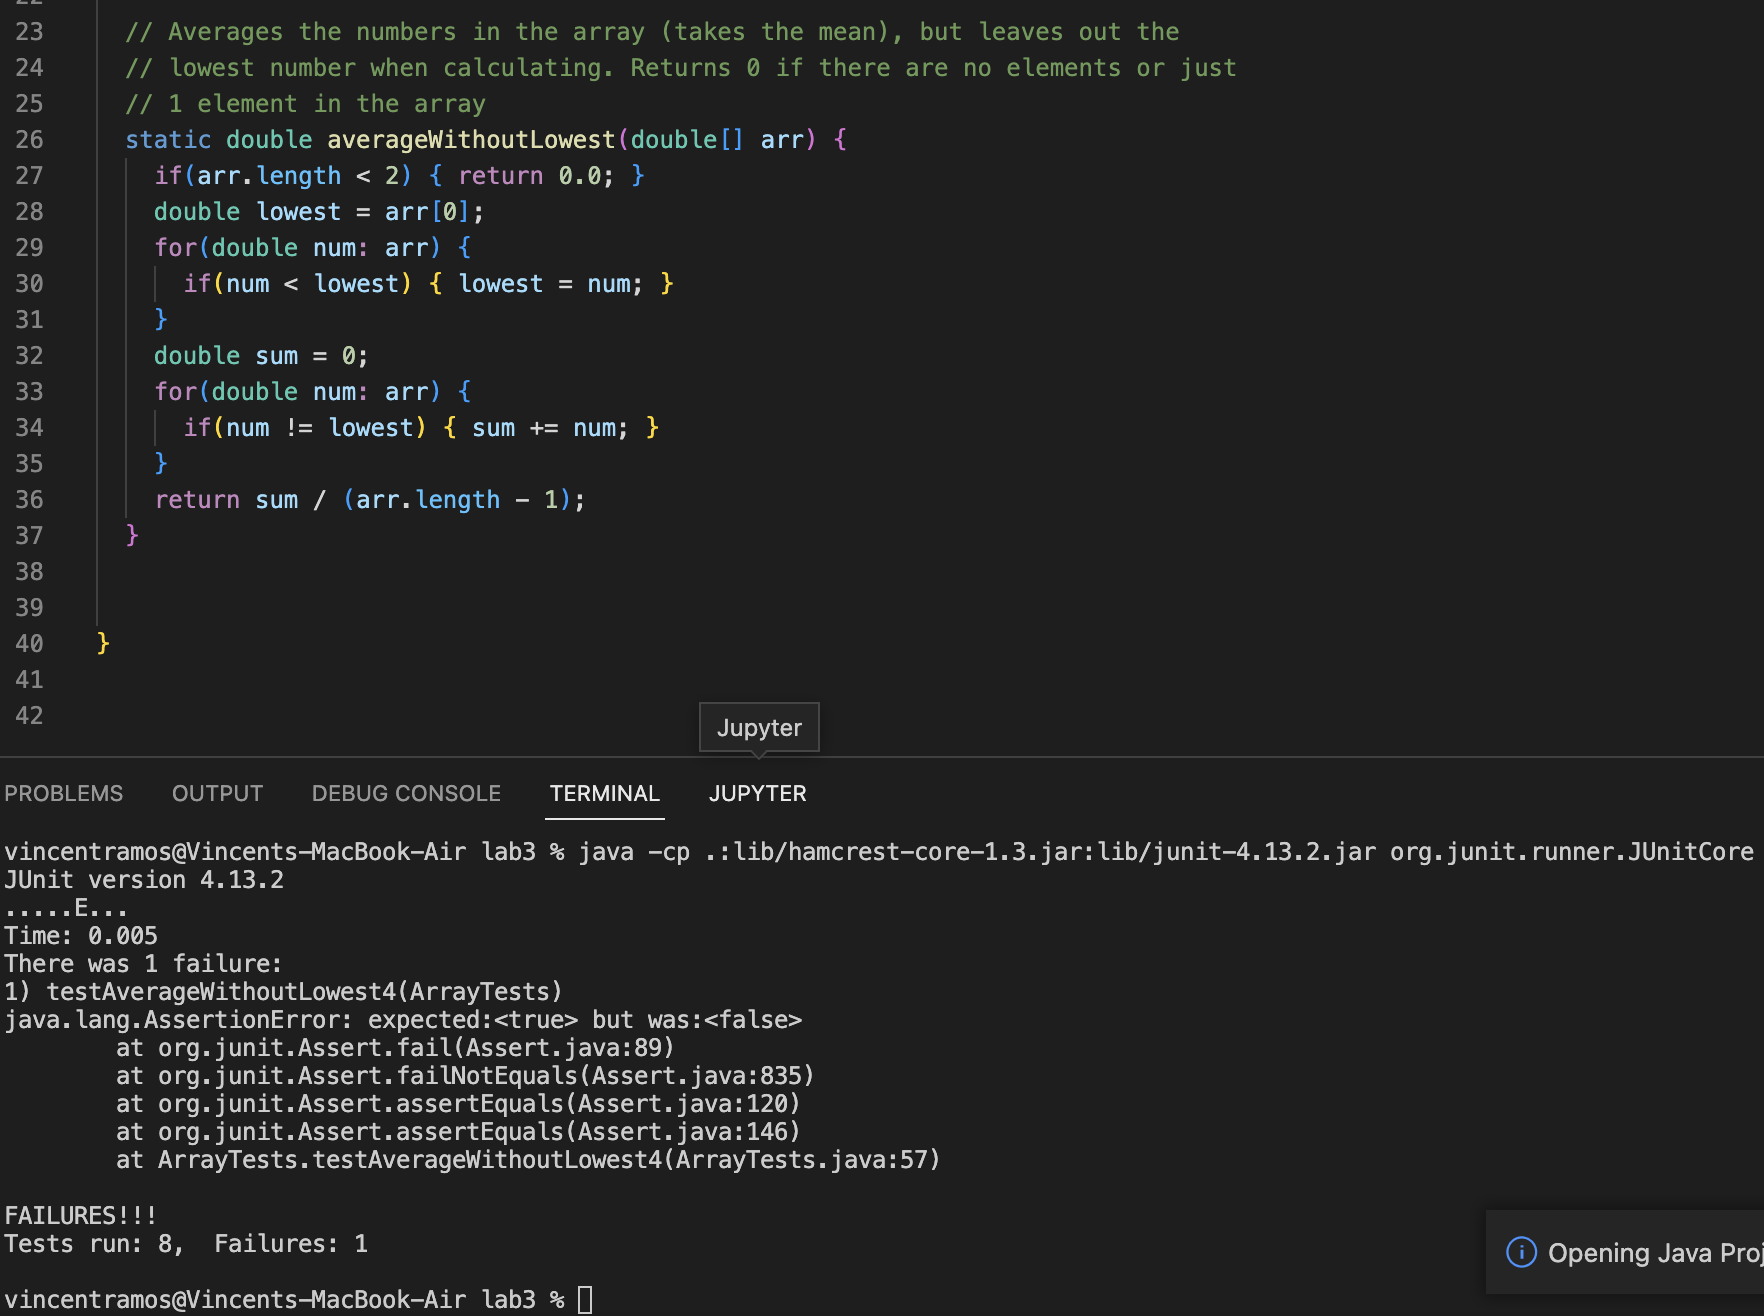 23 // Averages the numbers in the array (takes the mean), but leaves out the
24 // lowest number when calculating. Returns 0 if there are no elements or just
25 // 1 element in the array
26 static double averageWithoutLowest(double[] arr) {
27 if(arr.length < 2) { return 0.0; }
28 double lowest = arr[0];
29 for(double num: arr) {
30 if(num < lowest) { lowest = num; }
31 }
32 double sum = 0;
33 for(double num: arr) {
34 if(num != lowest) { sum += num; }
35 }
36 return sum / (arr.length - 1);
37 }
38
39
40 }
41
42
Jupyter
PROBLEMS OUTPUT DEBUG CONSOLE TERMINAL JUPYTER
vincentramos@Vincents-MacBook-Air lab3 % java -cp .:lib/hamcrest-core-1.3.jar:lib/junit-4.13.2.jar org.junit.runner.JUnitCore
JUnit version 4.13.2
.....E...
Time: 0.005
There was 1 failure:
1) testAverageWithoutLowest4(ArrayTests)
java.lang.AssertionError: expected:<true> but was:<false>
at org.junit.Assert.fail(Assert.java:89)
at org.junit.Assert.failNotEquals(Assert.java:835)
at org.junit.Assert.assertEquals(Assert.java:120)
at org.junit.Assert.assertEquals(Assert.java:146)
at ArrayTests.testAverageWithoutLowest4(ArrayTests.java:57)
FAILURES!!!
Tests run: 8, Failures: 1
Opening Java Proj
vincentramos@Vincents-MacBook-Air lab3 %